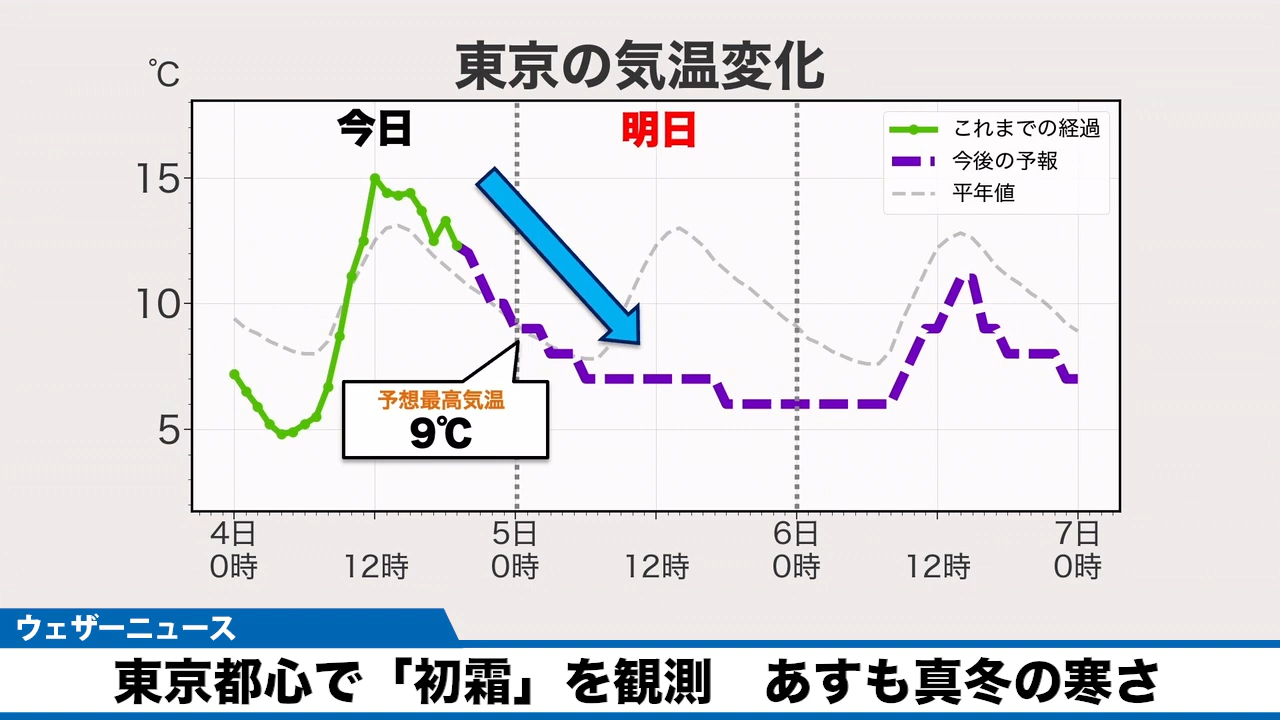 東京の気温変化
℃
今日
明日
これまでの経過
今後の予報
平年値
15
10
5
予想最高気温
9℃
4日
0時
12時
5日
0時
12時
6日
0時
12時
7日
0時
ウェザーニュース
東京都心で「初霜」を観測 あすも真冬の寒さ